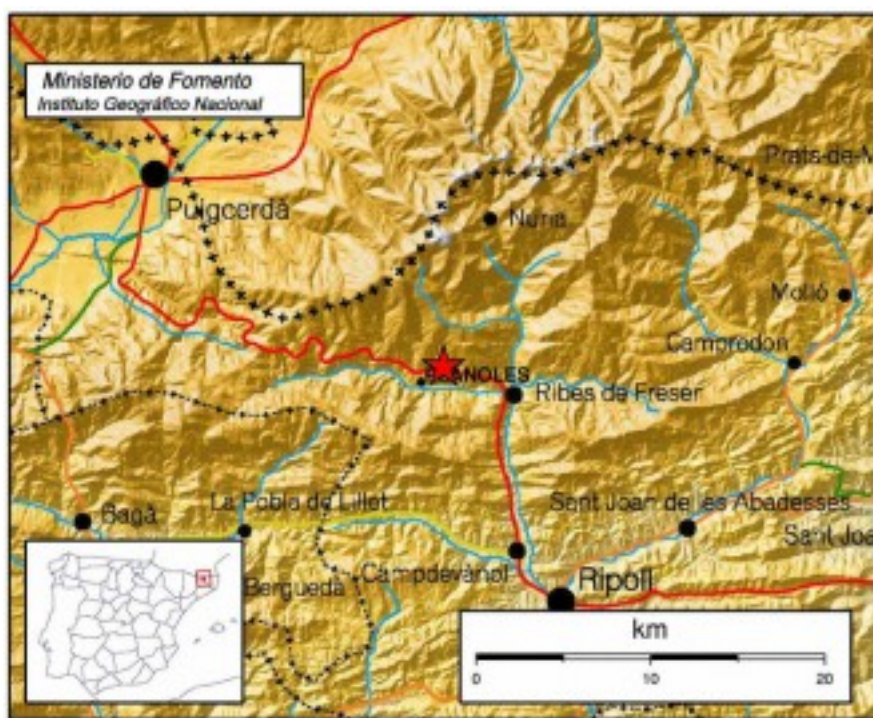 Ministerio de Fomento
Instituto Geográfico Nacional
Prats-de-M
Puigcerdà
Núria
Molló
Camprodon
Ribes de Freser
Bagà
La Pobla de Lillet
Sant Joan de les Abadesses
Sant Joa
Campdevànol
Ripoll
Berguedà
km
0 10 20